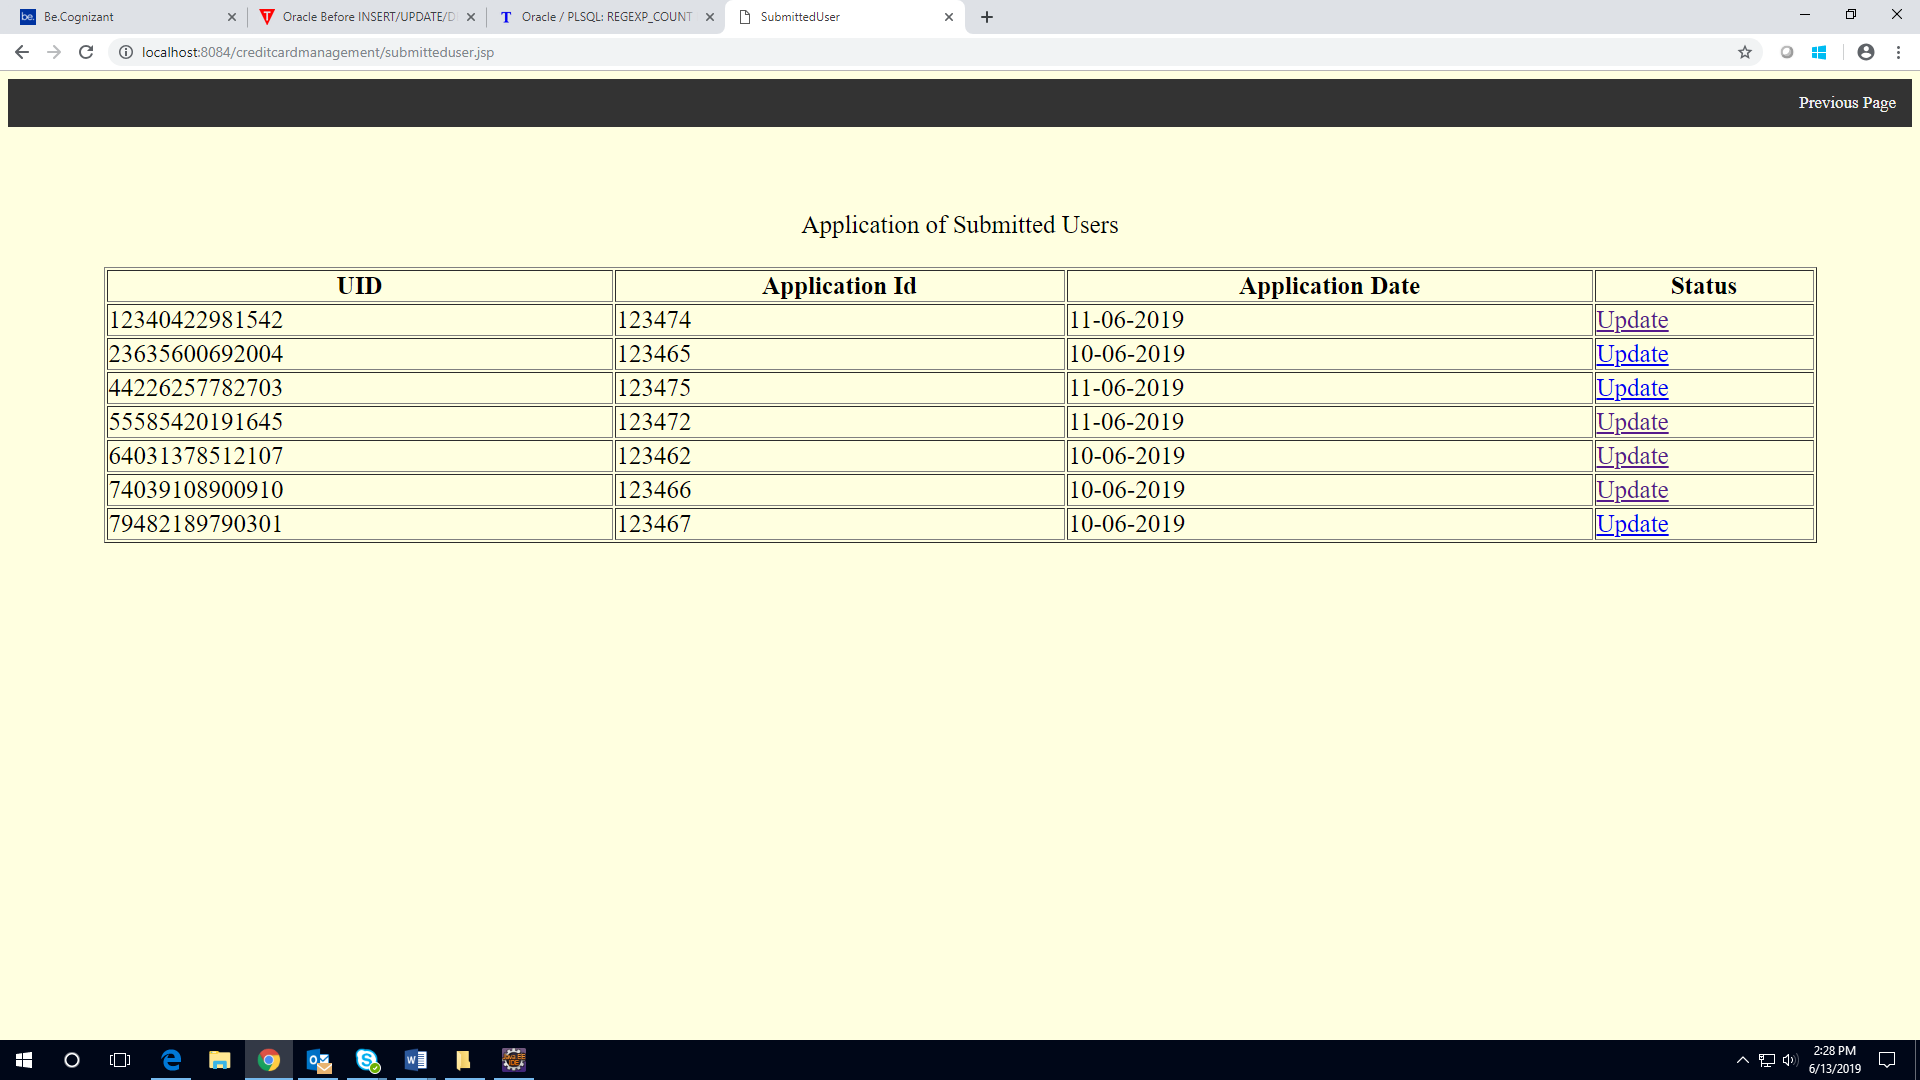 be. Be.Cognizant
Oracle Before INSERT/UPDATE/D
T Oracle / PLSQL: REGEXP_COUNT
SubmittedUser
localhost:8084/creditcardmanagement/submitteduser.jsp
Previous Page
Application of Submitted Users
UID Application Id Application Date Status
12340422981542 123474 11-06-2019 Update
23635600692004 123465 10-06-2019 Update
44226257782703 123475 11-06-2019 Update
55585420191645 123472 11-06-2019 Update
64031378512107 123462 10-06-2019 Update
74039108900910 123466 10-06-2019 Update
79482189790301 123467 10-06-2019 Update
2:28 PM
6/13/2019